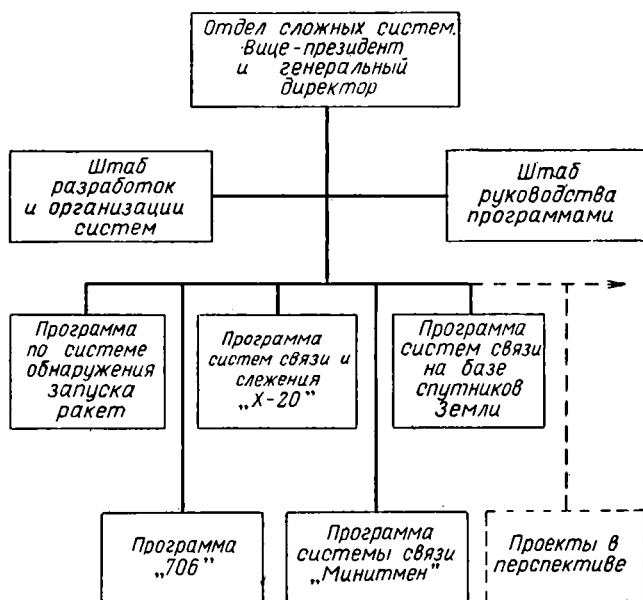 Отдел сложных систем.
Вице-президент
и генеральный
директор
Штаб
разработок
и организации
систем
Штаб
руководства
программами
Программа
по системе
обнаружения
запуска
ракет
Программа
систем связи и
слежения
„Х-20"
Программа
систем связи
на базе
спутников
Земли
Программа
„706"
Программа
системы связи
„Минитмен"
Проекты в
перспективе